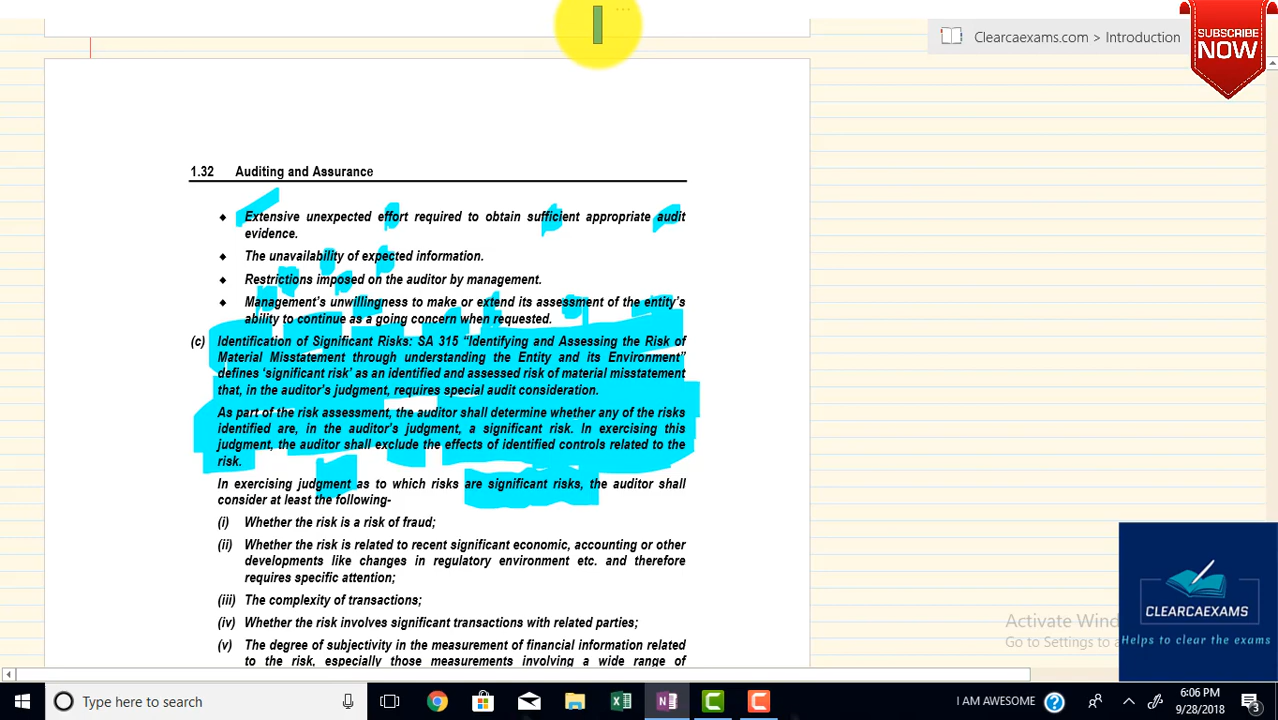 Clearcaexams.com > Introduction
SUBSCRIBE
NOW
1.32 Auditing and Assurance
♦ Extensive unexpected effort required to obtain sufficient appropriate audit
evidence.
♦ The unavailability of expected information.
♦ Restrictions imposed on the auditor by management.
♦ Management's unwillingness to make or extend its assessment of the entity's
ability to continue as a going concern when requested.
(c) Identification of Significant Risks: SA 315 “Identifying and Assessing the Risk of
Material Misstatement through understanding the Entity and its Environment”
defines ‘significant risk’ as an identified and assessed risk of material misstatement
that, in the auditor's judgment, requires special audit consideration.
As part of the risk assessment, the auditor shall determine whether any of the risks
identified are, in the auditor's judgment, a significant risk. In exercising this
judgment, the auditor shall exclude the effects of identified controls related to the
risk.
In exercising judgment as to which risks are significant risks, the auditor shall
consider at least the following-
(i) Whether the risk is a risk of fraud;
(ii) Whether the risk is related to recent significant economic, accounting or other
developments like changes in regulatory environment etc. and therefore
requires specific attention;
(iii) The complexity of transactions;
(iv) Whether the risk involves significant transactions with related parties;
(v) The degree of subjectivity in the measurement of financial information related
to the risk, especially those measurements involving a wide range of
Activate Wind
Go to Settings to a
CLEARCAEXAMS
Helps to clear the exams
Type here to search
I AM AWESOME
6:06 PM
9/28/2018
3